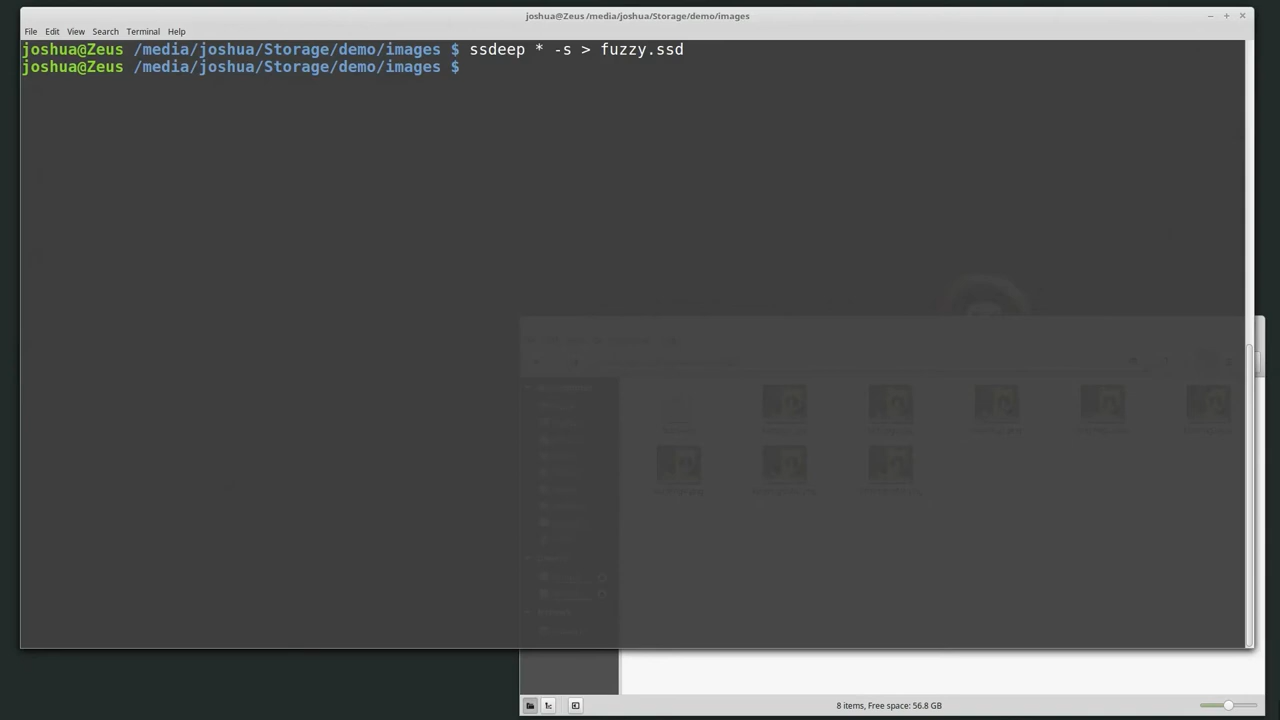 joshua@Zeus /media/joshua/Storage/demo/images
File Edit View Search Terminal Help
joshua@Zeus /media/joshua/Storage/demo/images $ ssdeep * -s > fuzzy.ssd
joshua@Zeus /media/joshua/Storage/demo/images $
8 items, Free space: 56.8 GB